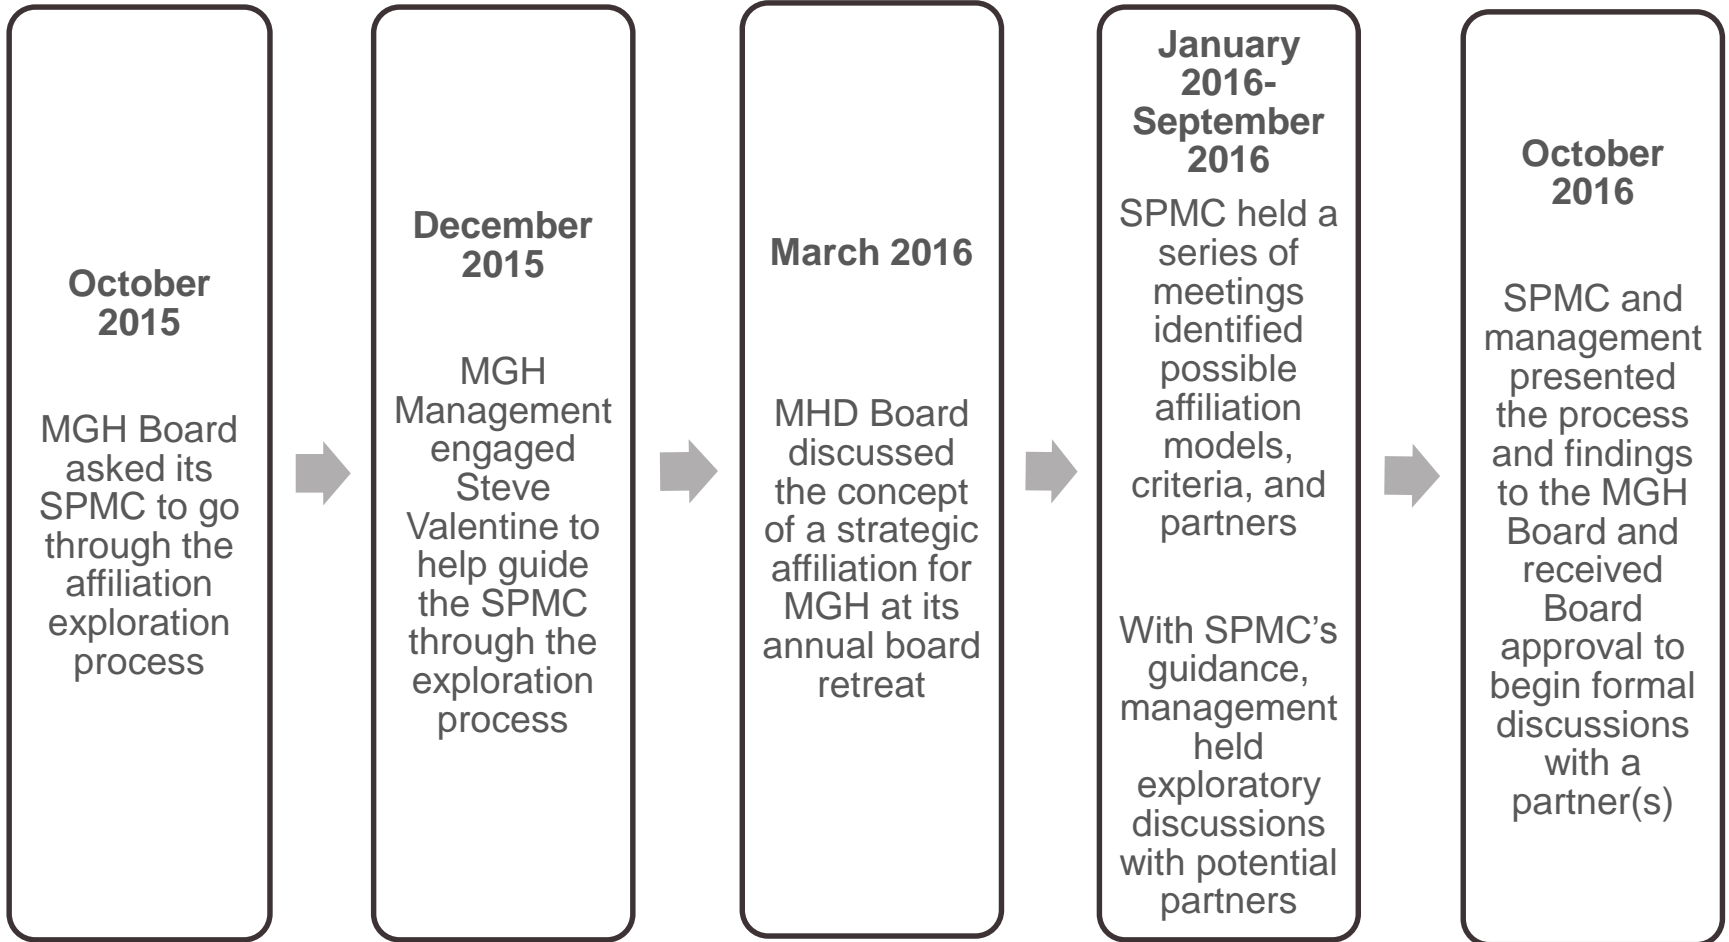 October
2015
MGH Board
asked its
SPMC to go
through the
affiliation
exploration
process
December
2015
MGH
Management
engaged
Steve
Valentine to
help guide
the SPMC
through the
exploration
process
March 2016
MHD Board
discussed
the concept
of a strategic
affiliation for
MGH at its
annual board
retreat
January
2016-
September
2016
SPMC held a
series of
meetings
identified
possible
affiliation
models,
criteria, and
partners
With SPMC’s
guidance,
management
held
exploratory
discussions
with potential
partners
October
2016
SPMC and
management
presented
the process
and findings
to the MGH
Board and
received
Board
approval to
begin formal
discussions
with a
partner(s)